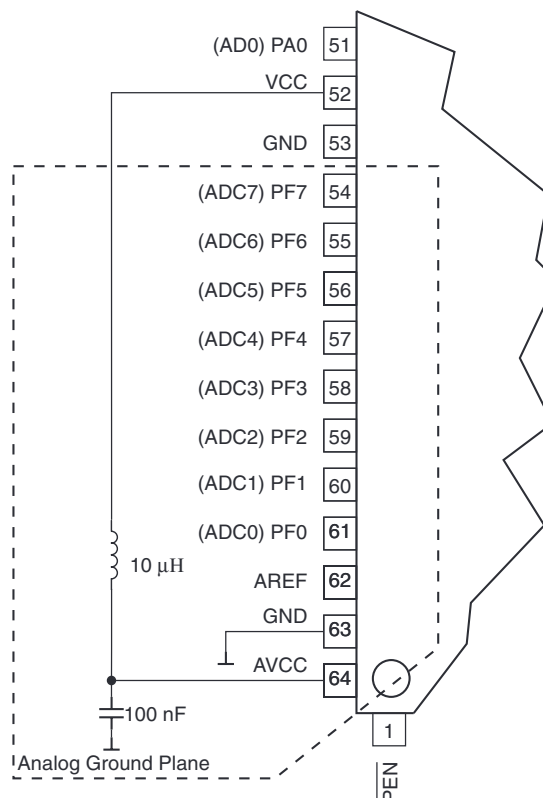 (AD0) PA0 51
VCC 52
GND 53
(ADC7) PF7 54
(ADC6) PF6 55
(ADC5) PF5 56
(ADC4) PF4 57
(ADC3) PF3 58
(ADC2) PF2 59
(ADC1) PF1 60
(ADC0) PF0 61
10 μH
AREF 62
GND 63
AVCC 64
100 nF
1
Analog Ground Plane
PEN